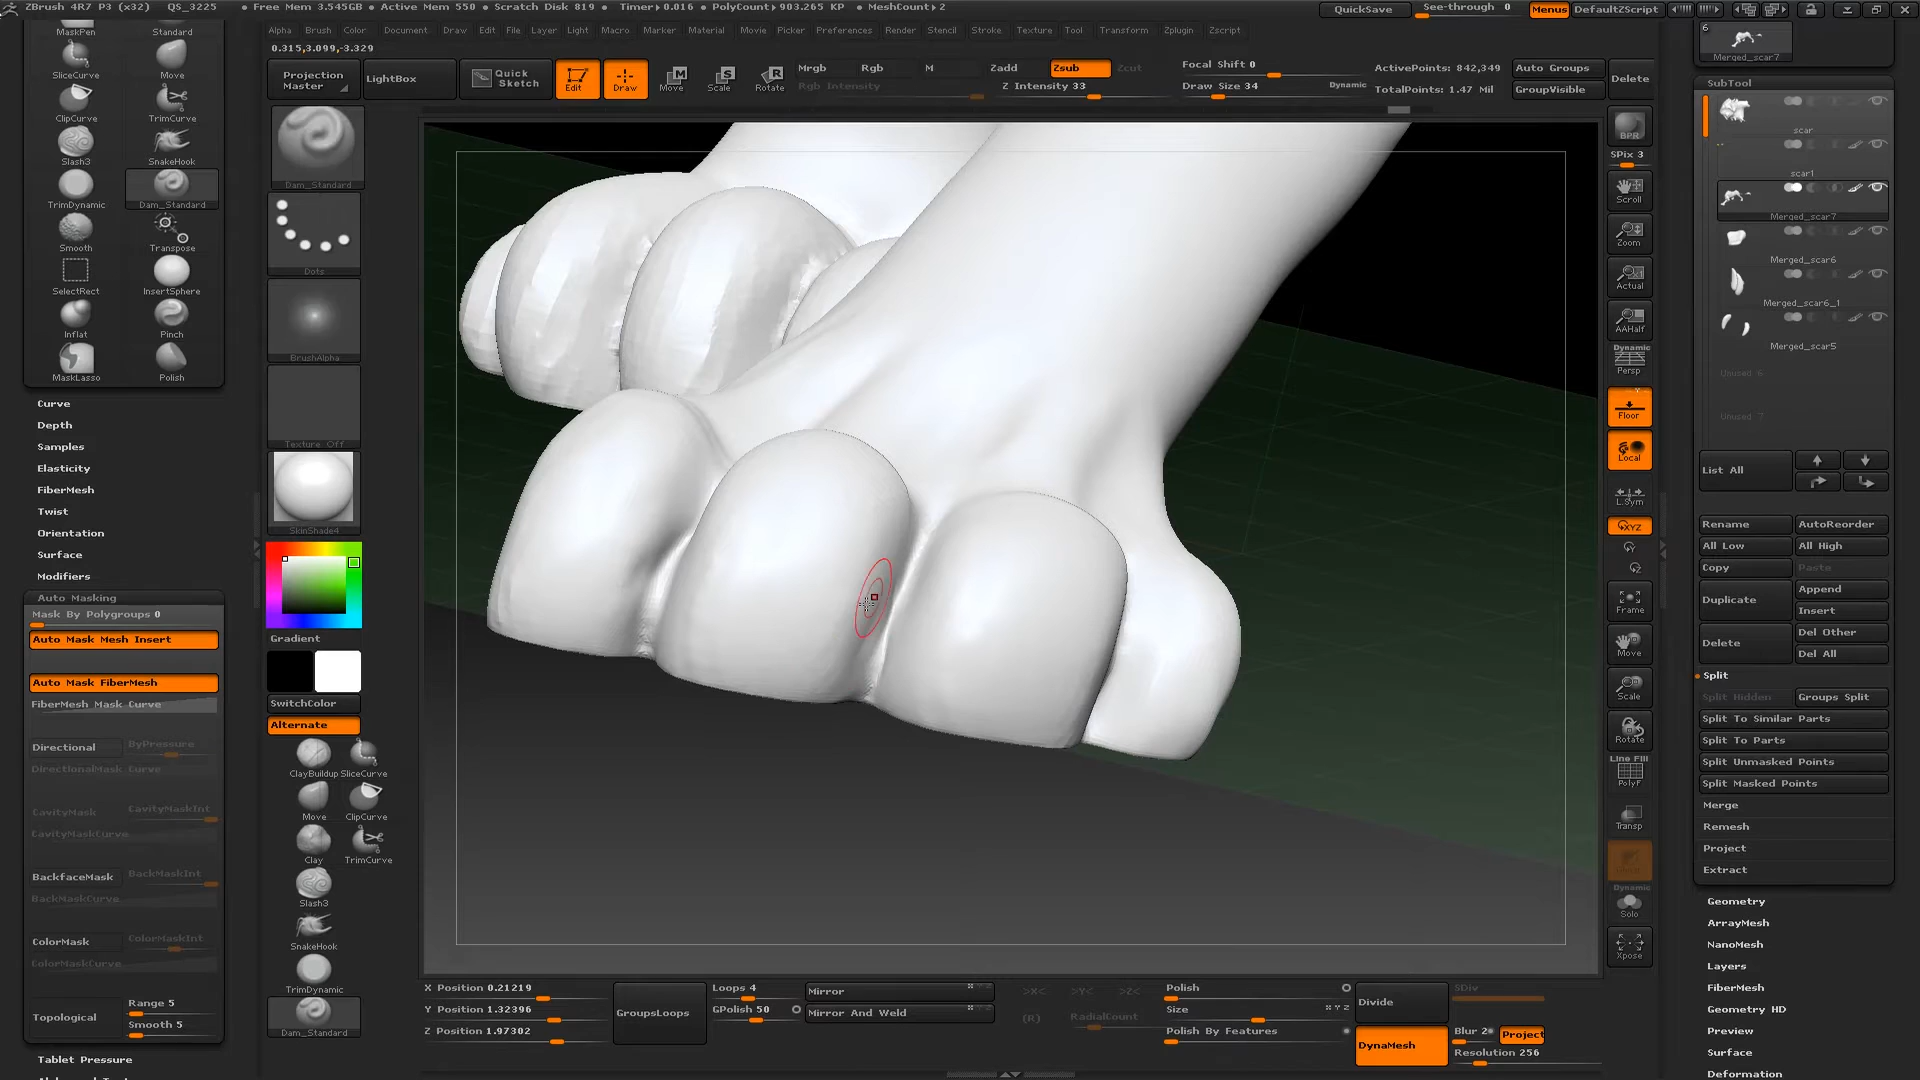 ZBrush 4R7 P3 (x32) QS_3225 • Free Mem 3.545GB • Active Mem 550 • Scratch Disk 819 • Timer▸0.016 • PolyCount▸903.265 KP • MeshCount▸2
QuickSave See-through 0 Menus DefaultZScript
Alpha Brush Color Document Draw Edit File Layer Light Macro Marker Material Movie Picker Preferences Render Stencil Stroke Texture Tool Transform Zplugin Zscript
0.315,3.099,-3.329
Projection Master
LightBox
Quick Sketch
Edit Draw Move Scale Rotate
Mrgb Rgb M
Rgb Intensity
Zadd Zsub Zcut
Z Intensity 33
Focal Shift 0
Draw Size 34 Dynamic
ActivePoints: 842,349
TotalPoints: 1.47 Mil
Auto Groups
GroupVisible
Delete
MaskPen Standard
SliceCurve Move
ClipCurve TrimCurve
Slash3 SnakeHook
TrimDynamic Dam_Standard
Smooth Transpose
SelectRect InsertSphere
Inflat Pinch
MaskLasso Polish
Curve
Depth
Samples
Elasticity
FiberMesh
Twist
Orientation
Surface
Modifiers
Auto Masking
Mask By Polygroups 0
Auto Mask Mesh Insert
Auto Mask FiberMesh
FiberMesh Mask Curve
Directional ByPressure
DirectionalMask Curve
CavityMask CavityMaskInt
CavityMaskCurve
BackfaceMask BackMaskInt
BackMaskCurve
ColorMask ColorMaskInt
ColorMaskCurve
Topological Range 5
Smooth 5
Tablet Pressure
Dam_Standard
Dots
BrushAlpha
Texture Off
SkinShade4
Gradient
SwitchColor
Alternate
ClayBuildup SliceCurve
Move ClipCurve
Clay TrimCurve
Slash3
SnakeHook
TrimDynamic
Dam_Standard
BPR
SPix 3
Scroll
Zoom
Actual
AAHalf
Dynamic
Persp
Floor
Local
L.Sym
XYZ
Frame
Move
Scale
Rotate
Line Fill
PolyF
Transp
Dynamic
Solo
Xpose
6
Merged_scar7
SubTool
scar
scar1
Merged_scar7
Merged_scar6
Merged_scar6_1
Merged_scar5
Unused 6
Unused 7
List All
Rename AutoReorder
All Low All High
Copy Paste
Duplicate Append
Insert
Delete Del Other
Del All
Split
Split Hidden Groups Split
Split To Similar Parts
Split To Parts
Split Unmasked Points
Split Masked Points
Merge
Remesh
Project
Extract
Geometry
ArrayMesh
NanoMesh
Layers
FiberMesh
Geometry HD
Preview
Surface
Deformation
X Position 0.21219
Y Position 1.32396
Z Position 1.97302
GroupsLoops
Loops 4
GPolish 50
Mirror
Mirror And Weld
>X< >Y< >Z<
(R) RadialCount
Polish
Size X Y Z
Polish By Features
Divide
DynaMesh
SDiv
Blur 2 Project
Resolution 256